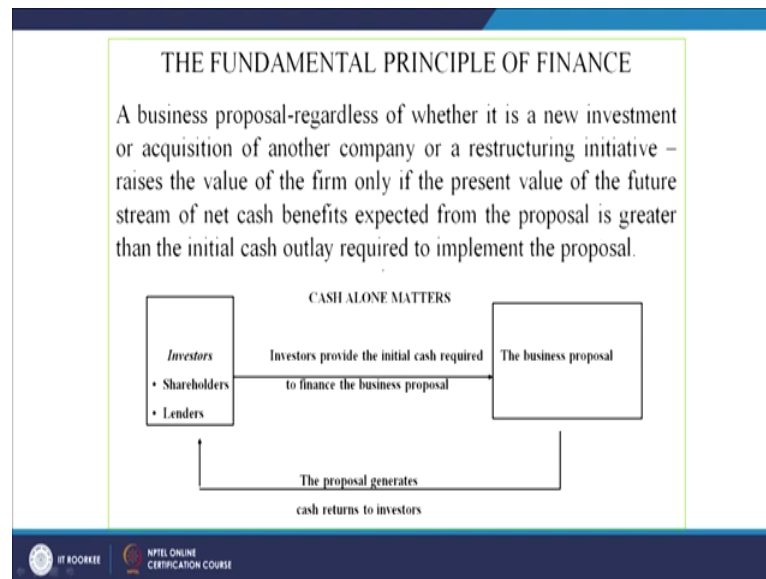 THE FUNDAMENTAL PRINCIPLE OF FINANCE
A business proposal-regardless of whether it is a new investment
or acquisition of another company or a restructuring initiative –
raises the value of the firm only if the present value of the future
stream of net cash benefits expected from the proposal is greater
than the initial cash outlay required to implement the proposal.
CASH ALONE MATTERS
Investors
• Shareholders
• Lenders
Investors provide the initial cash required
to finance the business proposal
The business proposal
The proposal generates
cash returns to investors
IIT ROORKEE
NPTEL ONLINE
CERTIFICATION COURSE